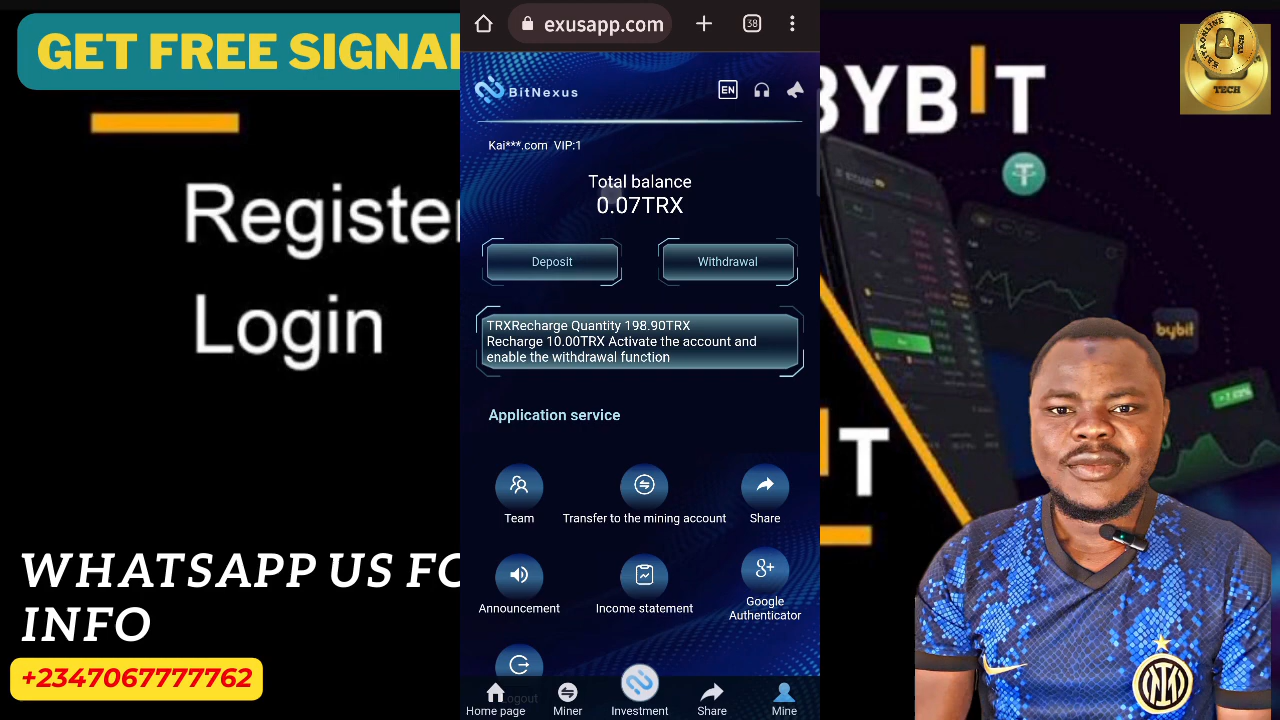 GET FREE SIGNAL
Register
Login
WHATSAPP US FO
INFO
+2347067777762
exusapp.com
38
BitNexus
EN
Kai***.com VIP:1
Total balance
0.07TRX
Deposit
Withdrawal
TRXRecharge Quantity 198.90TRX
Recharge 10.00TRX Activate the account and
enable the withdrawal function
Application service
Team
Transfer to the mining account
Share
Announcement
Income statement
Google
Authenticator
Logout
Home page
Miner
Investment
Share
Mine
BYBIT
bybit
T
TECH